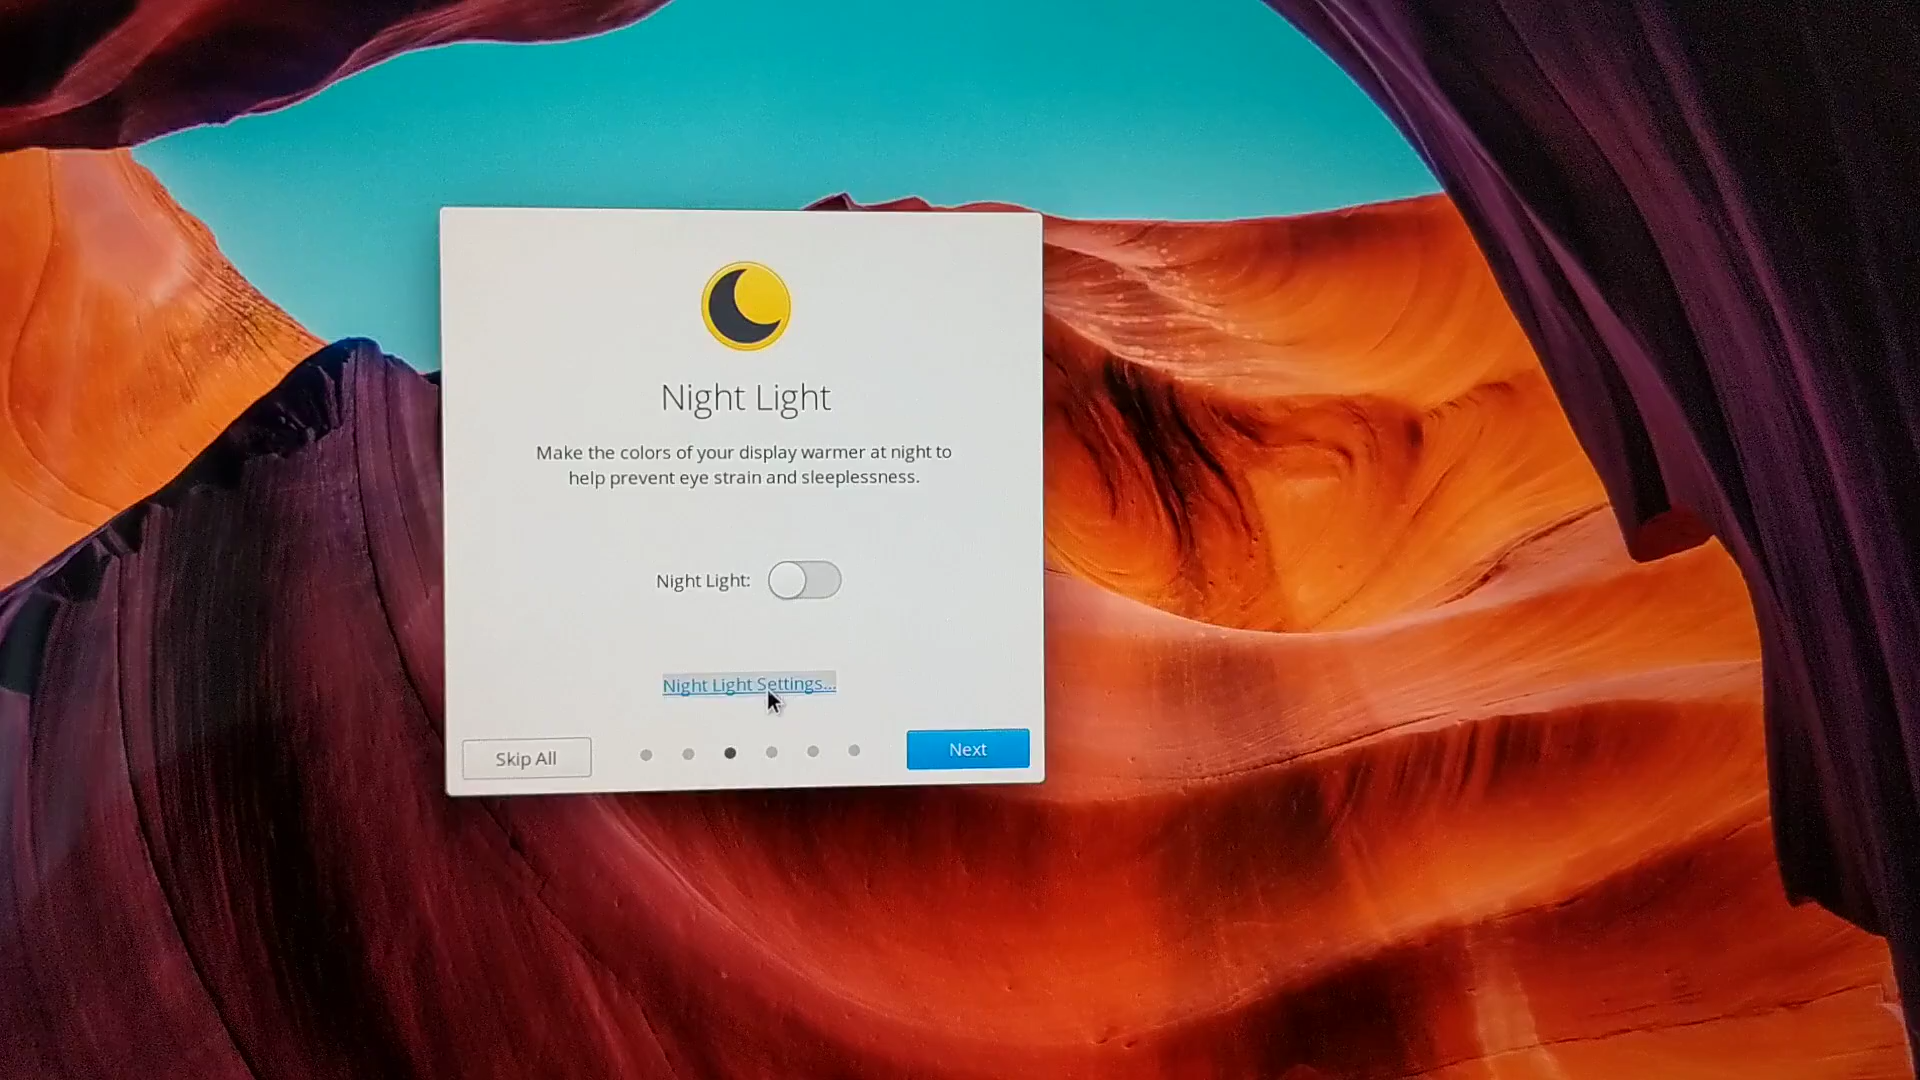 Night Light
Make the colors of your display warmer at night to
help prevent eye strain and sleeplessness.
Night Light:
Night Light Settings...
Skip All
Next